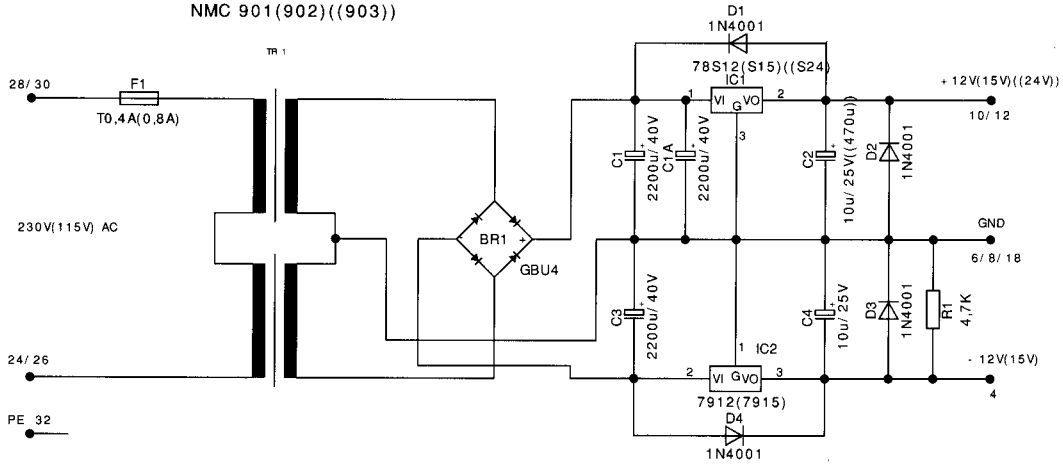 NMC 901(902)((903))
D1
1N4001
TR 1
28/30
F1
T0,4A(0,8A)
78S12(S15)((S24)
IC1
+12V(15V)((24V))
1
VI
G
VO
2
3
10/12
C1
2200u/40V
C1A
2200u/40V
C2
10u/25V((470u))
D2
1N4001
230V(115V) AC
BR1
GBU4
GND
6/8/18
C3
2200u/40V
C4
10u/25V
D3
1N4001
R1
4,7K
24/26
1
IC2
-12V(15V)
2
VI
G
VO
3
4
7912(7915)
PE 32
D4
1N4001